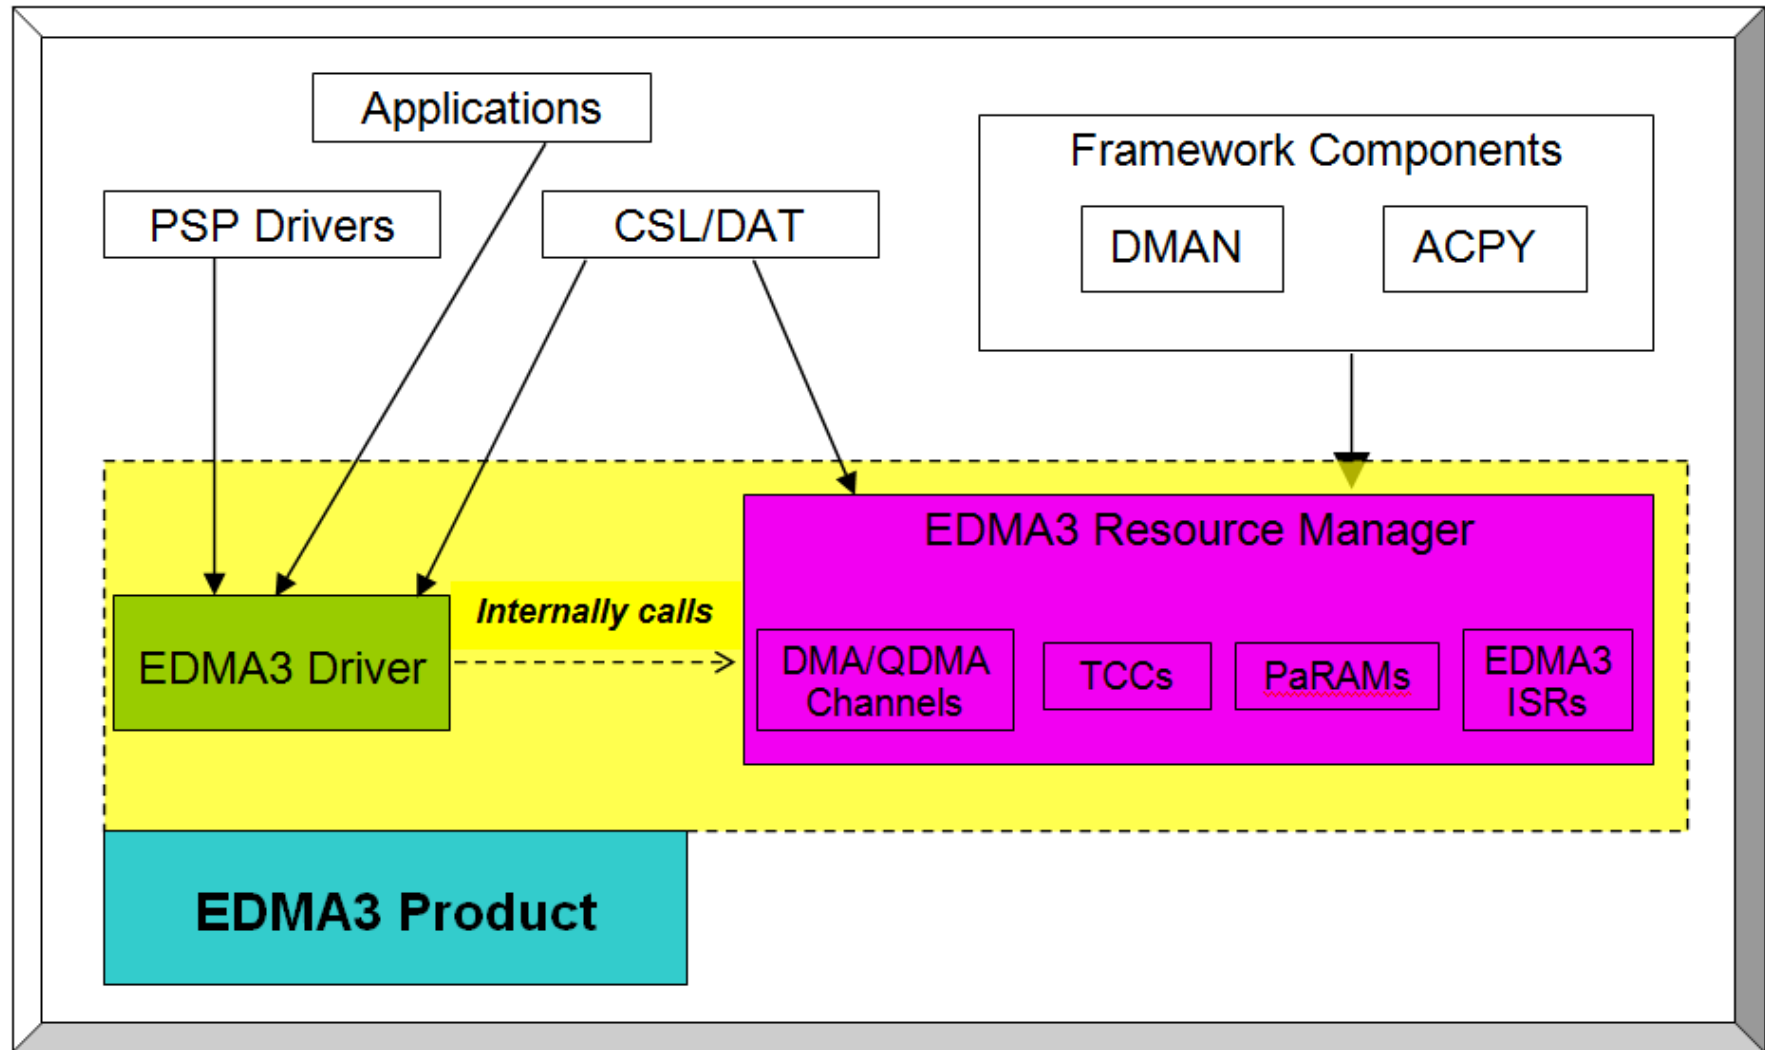 Applications
Framework Components
PSP Drivers
CSL/DAT
DMAN
ACPY
EDMA3 Resource Manager
Internally calls
EDMA3 Driver
DMA/QDMA
Channels
TCCs
PaRAMs
EDMA3
ISRs
EDMA3 Product